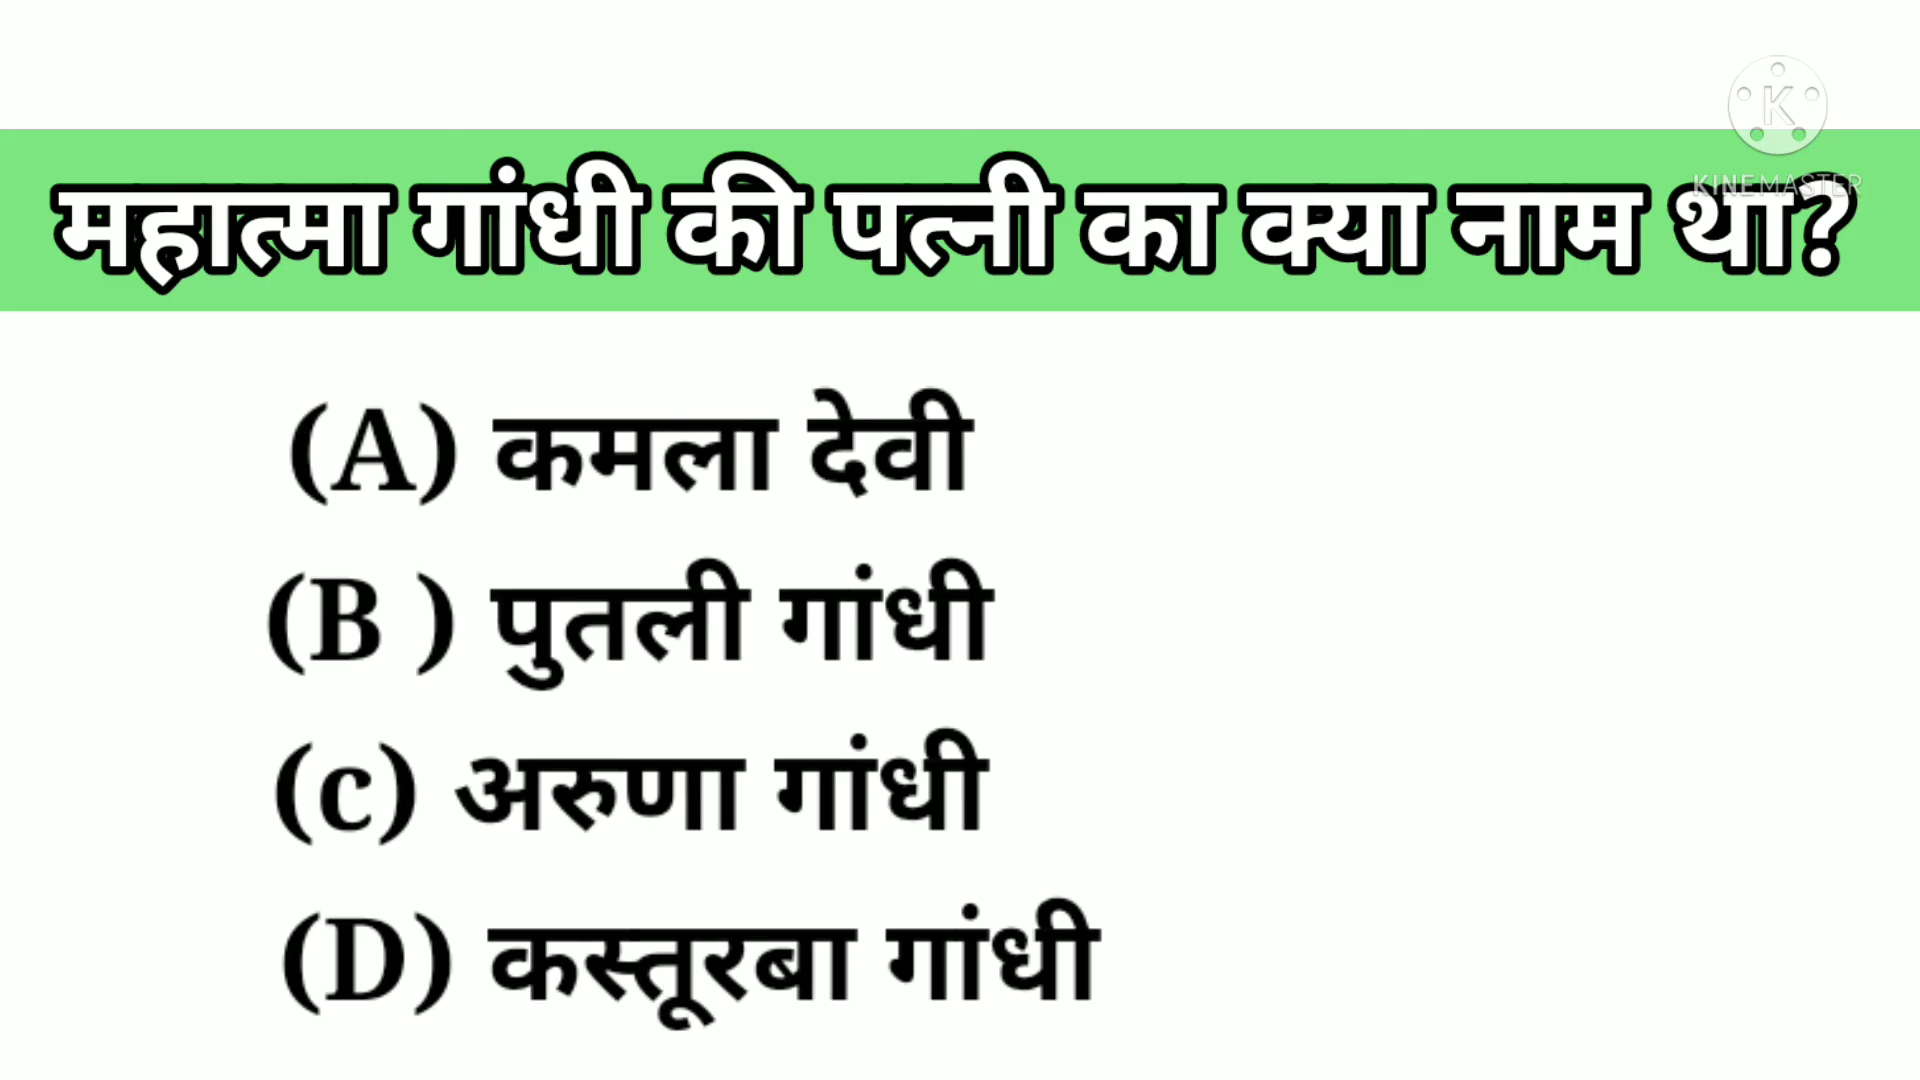 K
KINEMASTER
महात्मा गांधी की पत्नी का क्या नाम था?
(A) कमला देवी
(B ) पुतली गांधी
(c) अरुणा गांधी
(D) कस्तूरबा गांधी